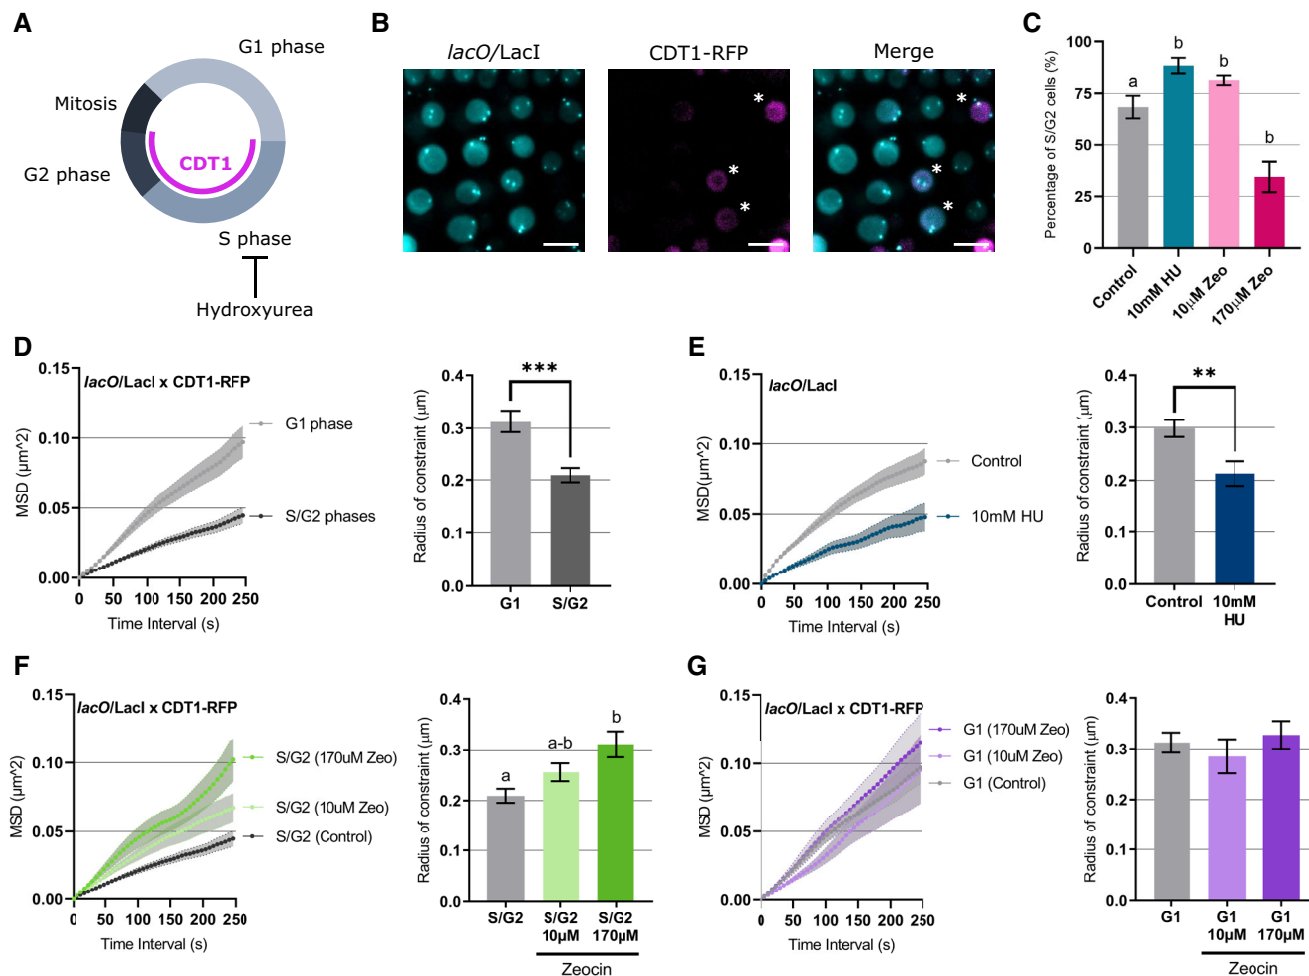 A
G1 phase
Mitosis
CDT1
G2 phase
S phase
Hydroxyurea
B
lacO/LacI
CDT1-RFP
Merge
*
*
*
*
*
*
C
Percentage of S/G2 cells (%)
100
75
50
25
0
a
b
b
b
Control
10mM HU
10µM Zeo
170µM Zeo
D
lacO/LacI x CDT1-RFP
MSD (µm^2)
0.15
0.10
0.05
0.00
0 50 100 150 200 250
Time Interval (s)
G1 phase
S/G2 phases
Radius of constraint (µm)
0.4
0.3
0.2
0.1
0.0
***
G1 S/G2
E
lacO/LacI
MSD(µm^2)
0.15
0.10
0.05
0.00
0 50 100 150 200 250
Time Interval (s)
Control
10mM HU
Radius of constraint (µm)
0.4
0.3
0.2
0.1
0.0
**
Control 10mM
HU
F
lacO/LacI x CDT1-RFP
MSD (µm^2)
0.15
0.10
0.05
0.00
0 50 100 150 200 250
Time Interval (s)
S/G2 (170uM Zeo)
S/G2 (10uM Zeo)
S/G2 (Control)
Radius of constraint (µm)
0.4
0.3
0.2
0.1
0.0
a
a-b
b
S/G2 S/G2 S/G2
10µM 170µM
Zeocin
G
lacO/LacI x CDT1-RFP
MSD (µm^2)
0.15
0.10
0.05
0.00
0 50 100 150 200 250
Time Interval (s)
G1 (170uM Zeo)
G1 (10uM Zeo)
G1 (Control)
Radius of constraint (µm)
0.4
0.3
0.2
0.1
0.0
G1 G1 G1
10µM 170µM
Zeocin